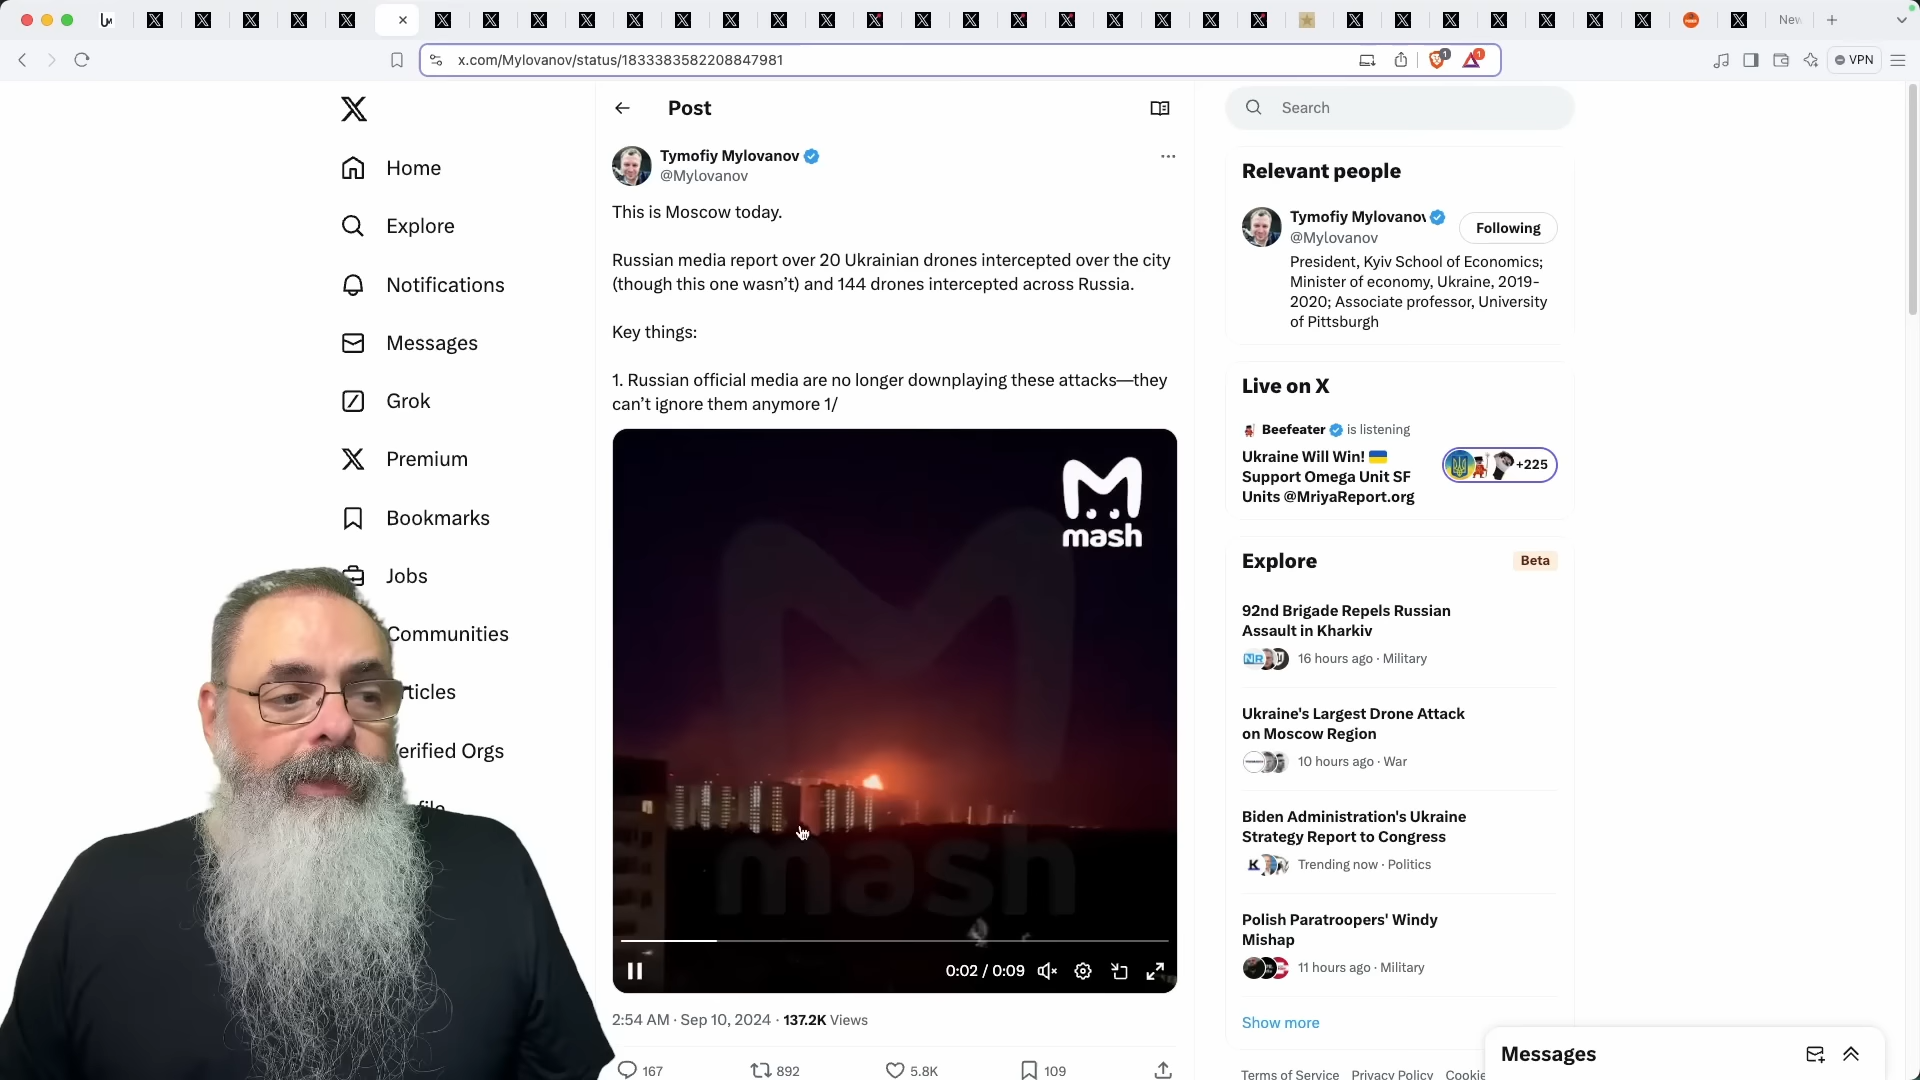 x.com/Mylovanov/status/1833383582208847981
VPN
Home
Explore
Notifications
Messages
Grok
Premium
Bookmarks
Jobs
Communities
Post
Tymofiy Mylovanov
@Mylovanov
This is Moscow today.
Russian media report over 20 Ukrainian drones intercepted over the city
(though this one wasn’t) and 144 drones intercepted across Russia.
Key things:
1. Russian official media are no longer downplaying these attacks—they
can’t ignore them anymore 1/
mash
mash
0:02 / 0:09
2:54 AM · Sep 10, 2024 · 137.2K Views
167 892 5.8K 109
Search
Relevant people
Tymofiy Mylovanov
Following
@Mylovanov
President, Kyiv School of Economics;
Minister of economy, Ukraine, 2019-
2020; Associate professor, University
of Pittsburgh
Live on X
Beefeater is listening
Ukraine Will Win! 🇺🇦
Support Omega Unit SF
Units @MriyaReport.org
+225
Explore
Beta
92nd Brigade Repels Russian
Assault in Kharkiv
16 hours ago · Military
Ukraine's Largest Drone Attack
on Moscow Region
10 hours ago · War
Biden Administration's Ukraine
Strategy Report to Congress
Trending now · Politics
Polish Paratroopers' Windy
Mishap
11 hours ago · Military
Show more
Terms of Service Privacy Policy
Messages